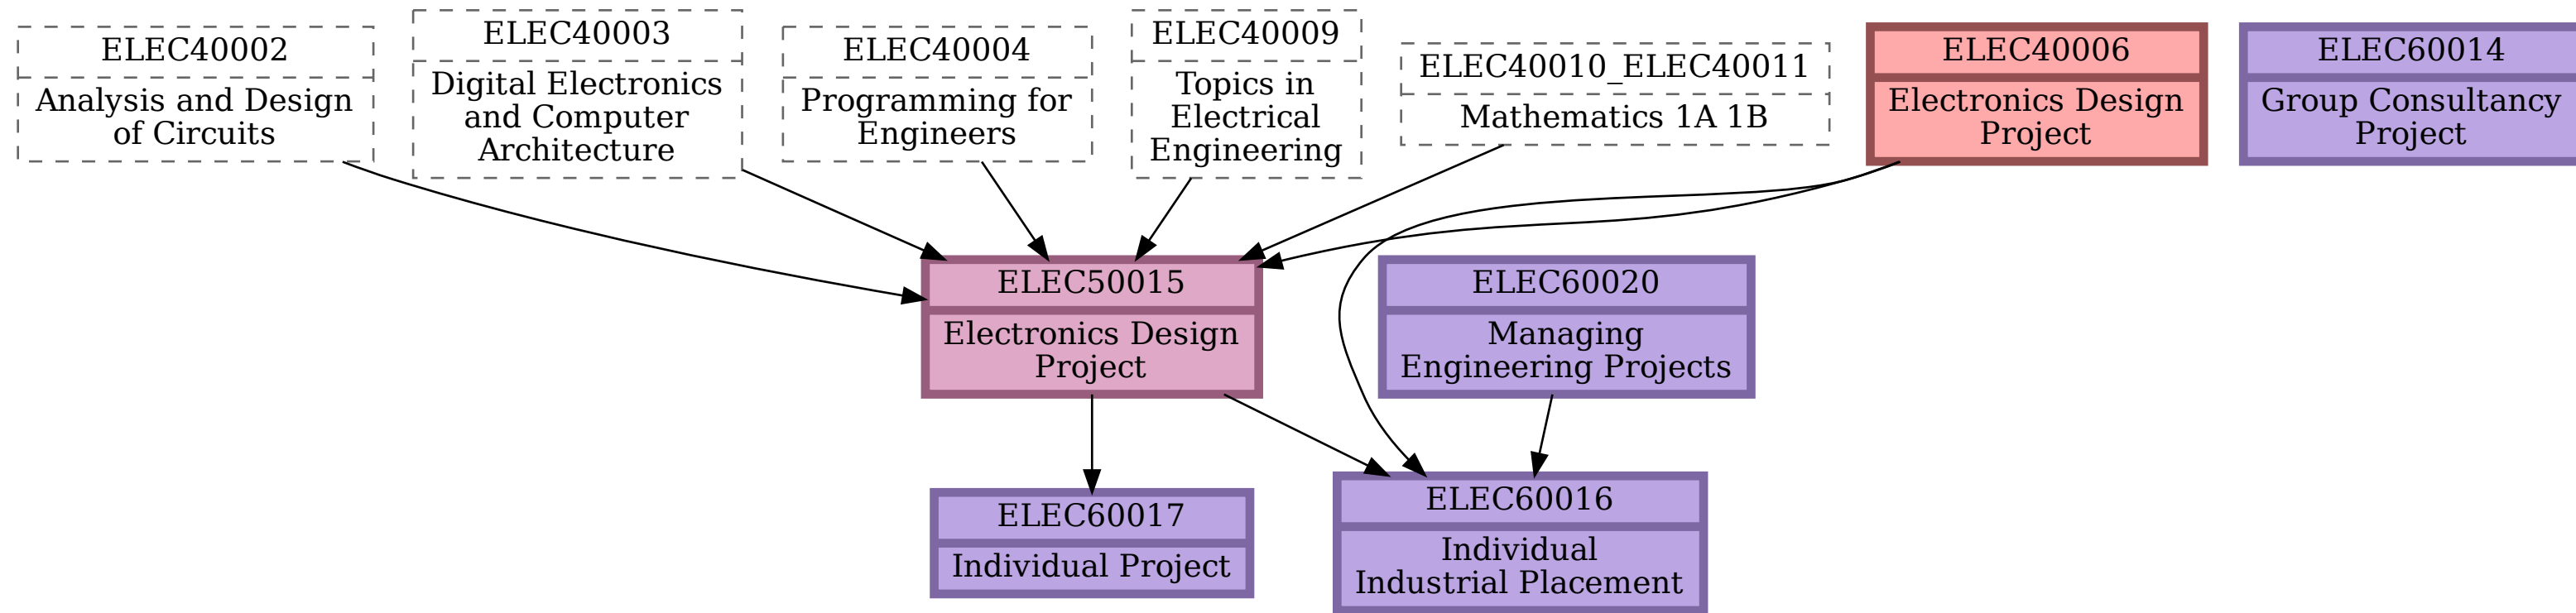 ELEC40002
Analysis and Design
of Circuits
ELEC40003
Digital Electronics
and Computer
Architecture
ELEC40004
Programming for
Engineers
ELEC40009
Topics in
Electrical
Engineering
ELEC40010_ELEC40011
Mathematics 1A 1B
ELEC40006
Electronics Design
Project
ELEC60014
Group Consultancy
Project
ELEC50015
Electronics Design
Project
ELEC60020
Managing
Engineering Projects
ELEC60017
Individual Project
ELEC60016
Individual
Industrial Placement